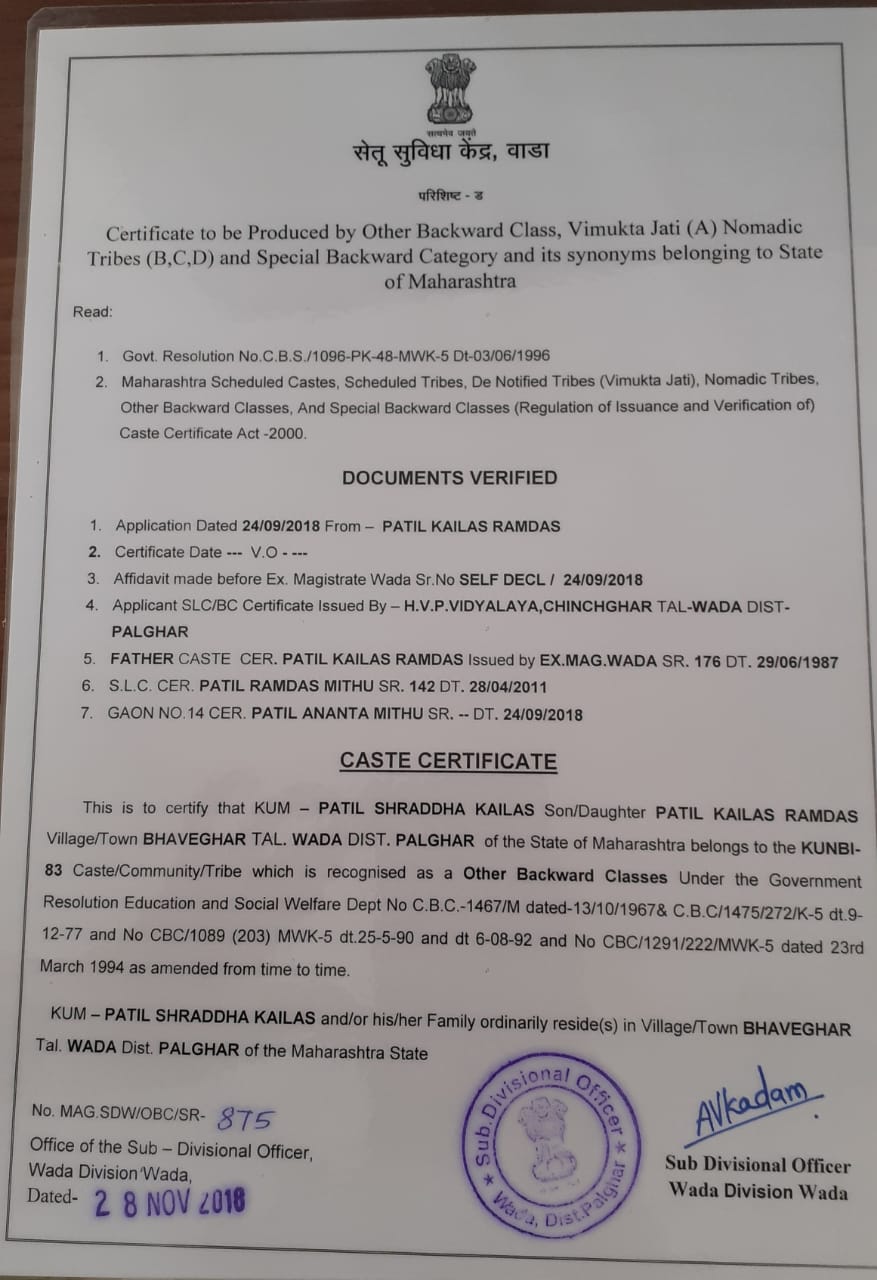 सत्यमेव जयते
सेतू सुविधा केंद्र, वाडा
परिशिष्ट - ड
Certificate to be Produced by Other Backward Class, Vimukta Jati (A) Nomadic
Tribes (B,C,D) and Special Backward Category and its synonyms belonging to State
of Maharashtra
Read:
1. Govt. Resolution No.C.B.S./1096-PK-48-MWK-5 Dt-03/06/1996
2. Maharashtra Scheduled Castes, Scheduled Tribes, De Notified Tribes (Vimukta Jati), Nomadic Tribes,
Other Backward Classes, And Special Backward Classes (Regulation of Issuance and Verification of)
Caste Certificate Act -2000.
DOCUMENTS VERIFIED
1. Application Dated 24/09/2018 From – PATIL KAILAS RAMDAS
2. Certificate Date --- V.O - ---
3. Affidavit made before Ex. Magistrate Wada Sr.No SELF DECL / 24/09/2018
4. Applicant SLC/BC Certificate Issued By – H.V.P.VIDYALAYA,CHINCHGHAR TAL-WADA DIST-
PALGHAR
5. FATHER CASTE CER. PATIL KAILAS RAMDAS Issued by EX.MAG.WADA SR. 176 DT. 29/06/1987
6. S.L.C. CER. PATIL RAMDAS MITHU SR. 142 DT. 28/04/2011
7. GAON NO.14 CER. PATIL ANANTA MITHU SR. -- DT. 24/09/2018
CASTE CERTIFICATE
This is to certify that KUM – PATIL SHRADDHA KAILAS Son/Daughter PATIL KAILAS RAMDAS
Village/Town BHAVEGHAR TAL. WADA DIST. PALGHAR of the State of Maharashtra belongs to the KUNBI-
83 Caste/Community/Tribe which is recognised as a Other Backward Classes Under the Government
Resolution Education and Social Welfare Dept No C.B.C.-1467/M dated-13/10/1967& C.B.C/1475/272/K-5 dt.9-
12-77 and No CBC/1089 (203) MWK-5 dt.25-5-90 and dt 6-08-92 and No CBC/1291/222/MWK-5 dated 23rd
March 1994 as amended from time to time.
KUM – PATIL SHRADDHA KAILAS and/or his/her Family ordinarily reside(s) in Village/Town BHAVEGHAR
Tal. WADA Dist. PALGHAR of the Maharashtra State
No. MAG.SDW/OBC/SR- 875
Office of the Sub – Divisional Officer,
Wada Division Wada,
Dated- 28 NOV 2018
Sub.Divisional Officer
★ Wada, Dist.Palghar ★
AVkadam
Sub Divisional Officer
Wada Division Wada